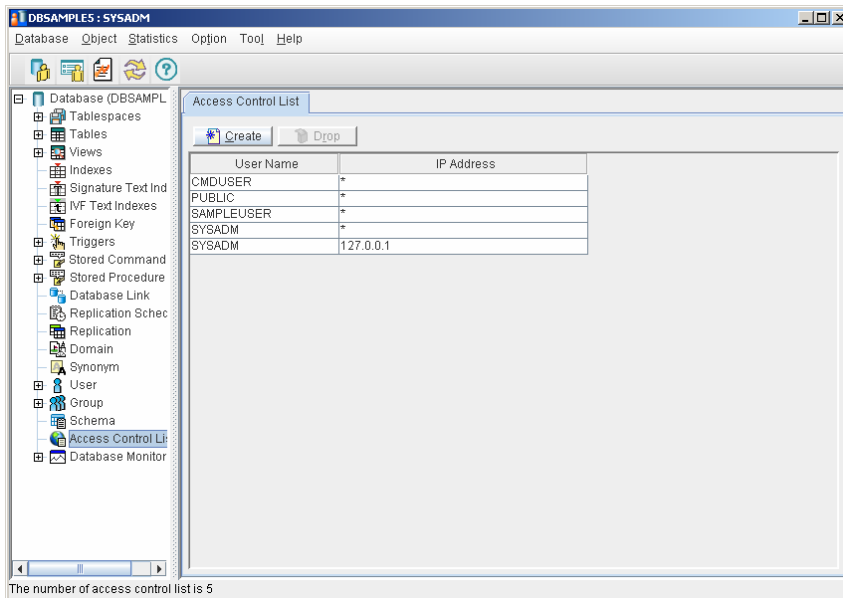 DBSAMPLE5 : SYSADM
Database Object Statistics Option Tool Help
Database (DBSAMPL
Tablespaces
Tables
Views
Indexes
Signature Text Ind
IVF Text Indexes
Foreign Key
Triggers
Stored Command
Stored Procedure
Database Link
Replication Schec
Replication
Domain
Synonym
User
Group
Schema
Access Control Li
Database Monitor
Access Control List
Create Drop
User Name IP Address
CMDUSER *
PUBLIC *
SAMPLEUSER *
SYSADM *
SYSADM 127.0.0.1
The number of access control list is 5